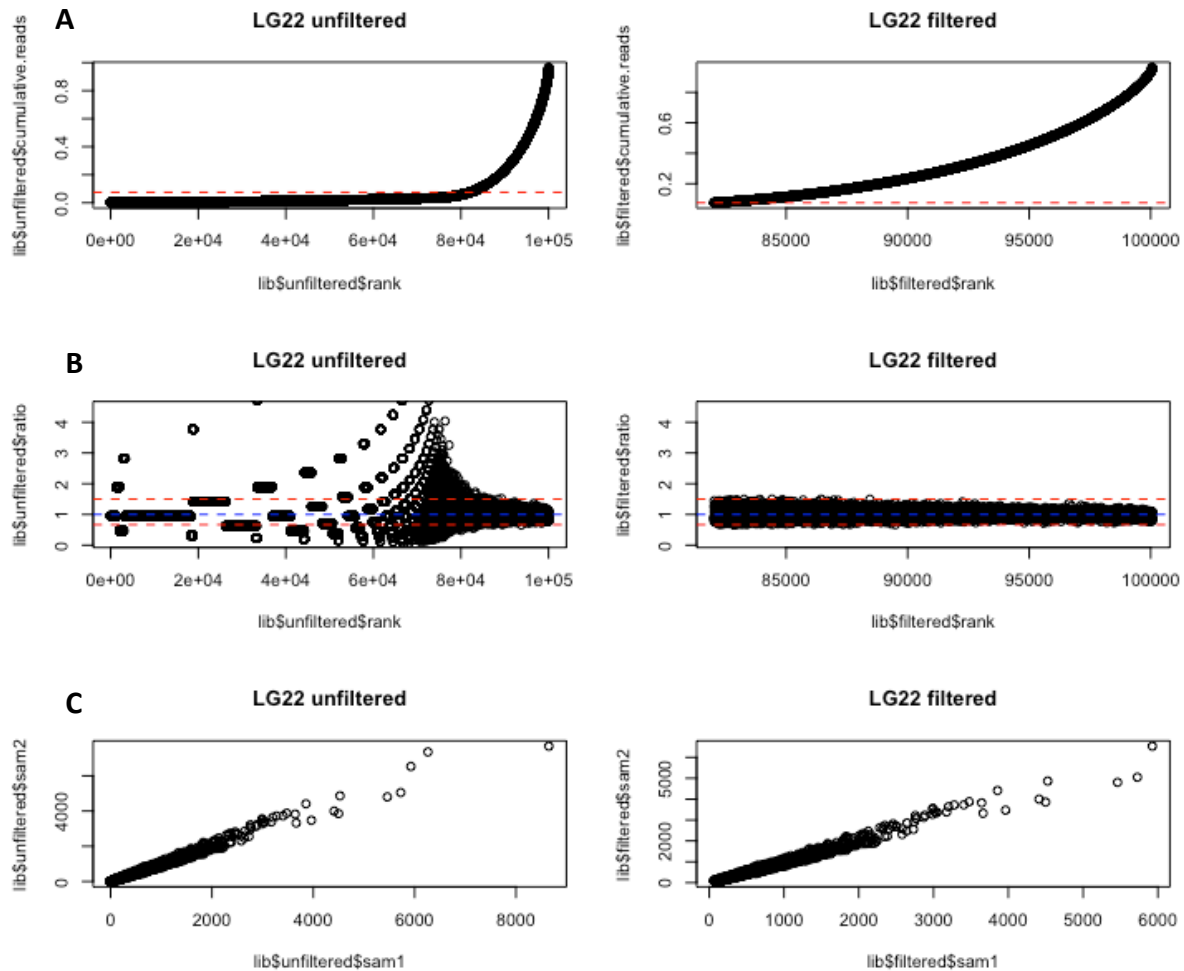 A
LG22 unfiltered
lib$unfiltered$cumulative.reads
0.0 0.4 0.8
0e+00 2e+04 4e+04 6e+04 8e+04 1e+05
lib$unfiltered$rank
LG22 filtered
lib$filtered$cumulative.reads
0.2 0.6
85000 90000 95000 100000
lib$filtered$rank
B
LG22 unfiltered
lib$unfiltered$ratio
0 1 2 3 4
0e+00 2e+04 4e+04 6e+04 8e+04 1e+05
lib$unfiltered$rank
LG22 filtered
lib$filtered$ratio
0 1 2 3 4
85000 90000 95000 100000
lib$filtered$rank
C
LG22 unfiltered
lib$unfiltered$sam2
0 4000
0 2000 4000 6000 8000
lib$unfiltered$sam1
LG22 filtered
lib$filtered$sam2
0 2000 5000
0 1000 2000 3000 4000 5000 6000
lib$filtered$sam1